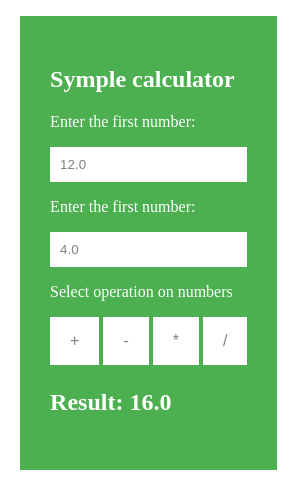 Symple calculator
Enter the first number:
12.0
Enter the first number:
4.0
Select operation on numbers
+ - * /
Result: 16.0